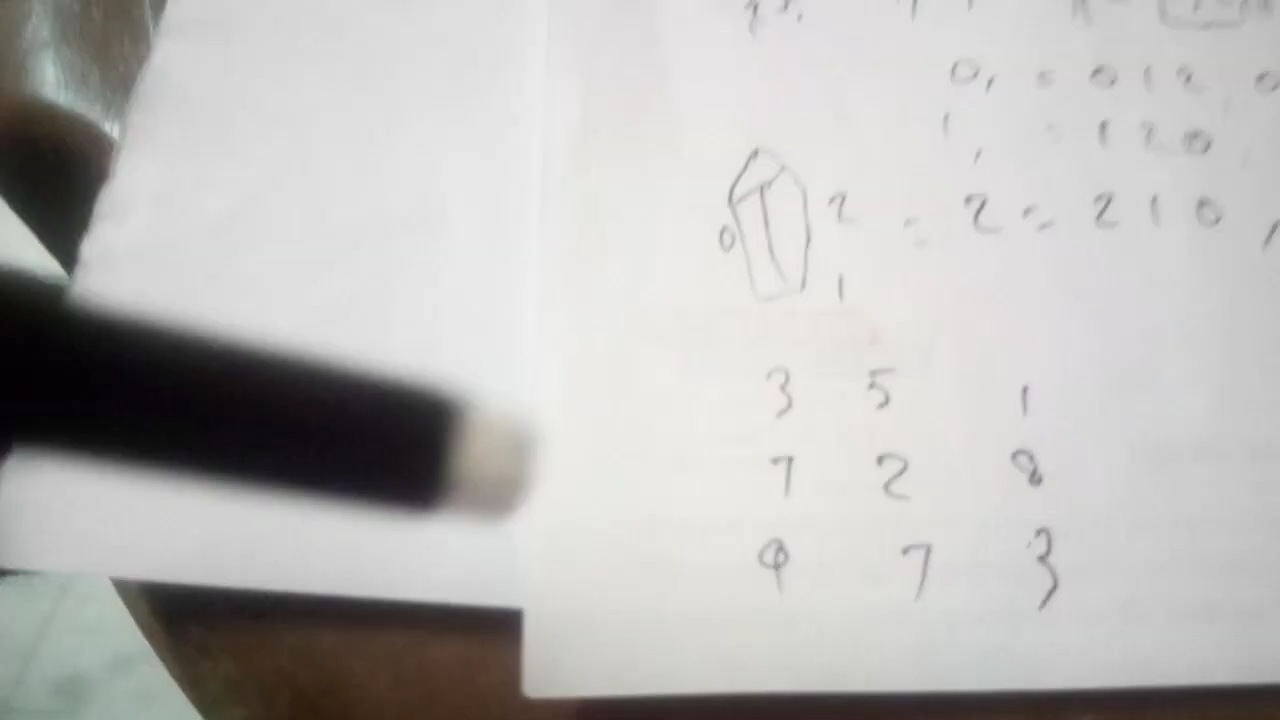 0, = 0 1 2 0
1, = 1 2 0
0 2 = 2 = 2 1 0 ,
1
3 5 1
7 2 8
9 7 3